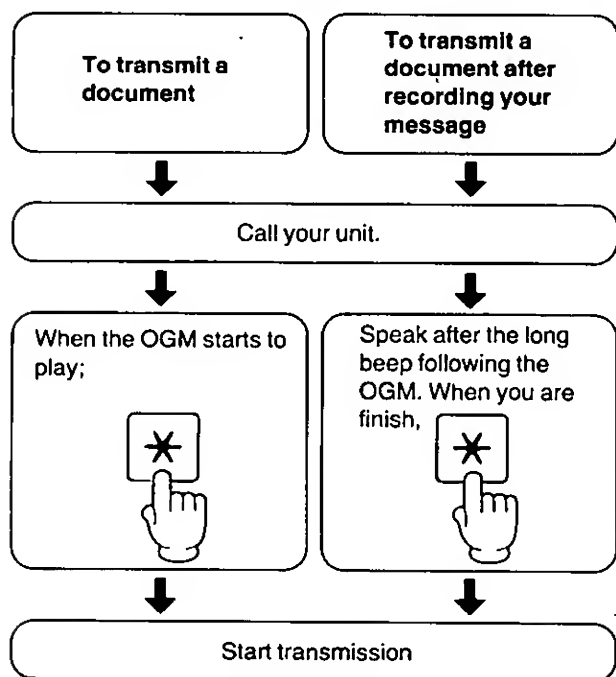 To transmit a
document
To transmit a
document after
recording your
message
Call your unit.
When the OGM starts to
play;
Speak after the long
beep following the
OGM. When you are
finish,
Start transmission